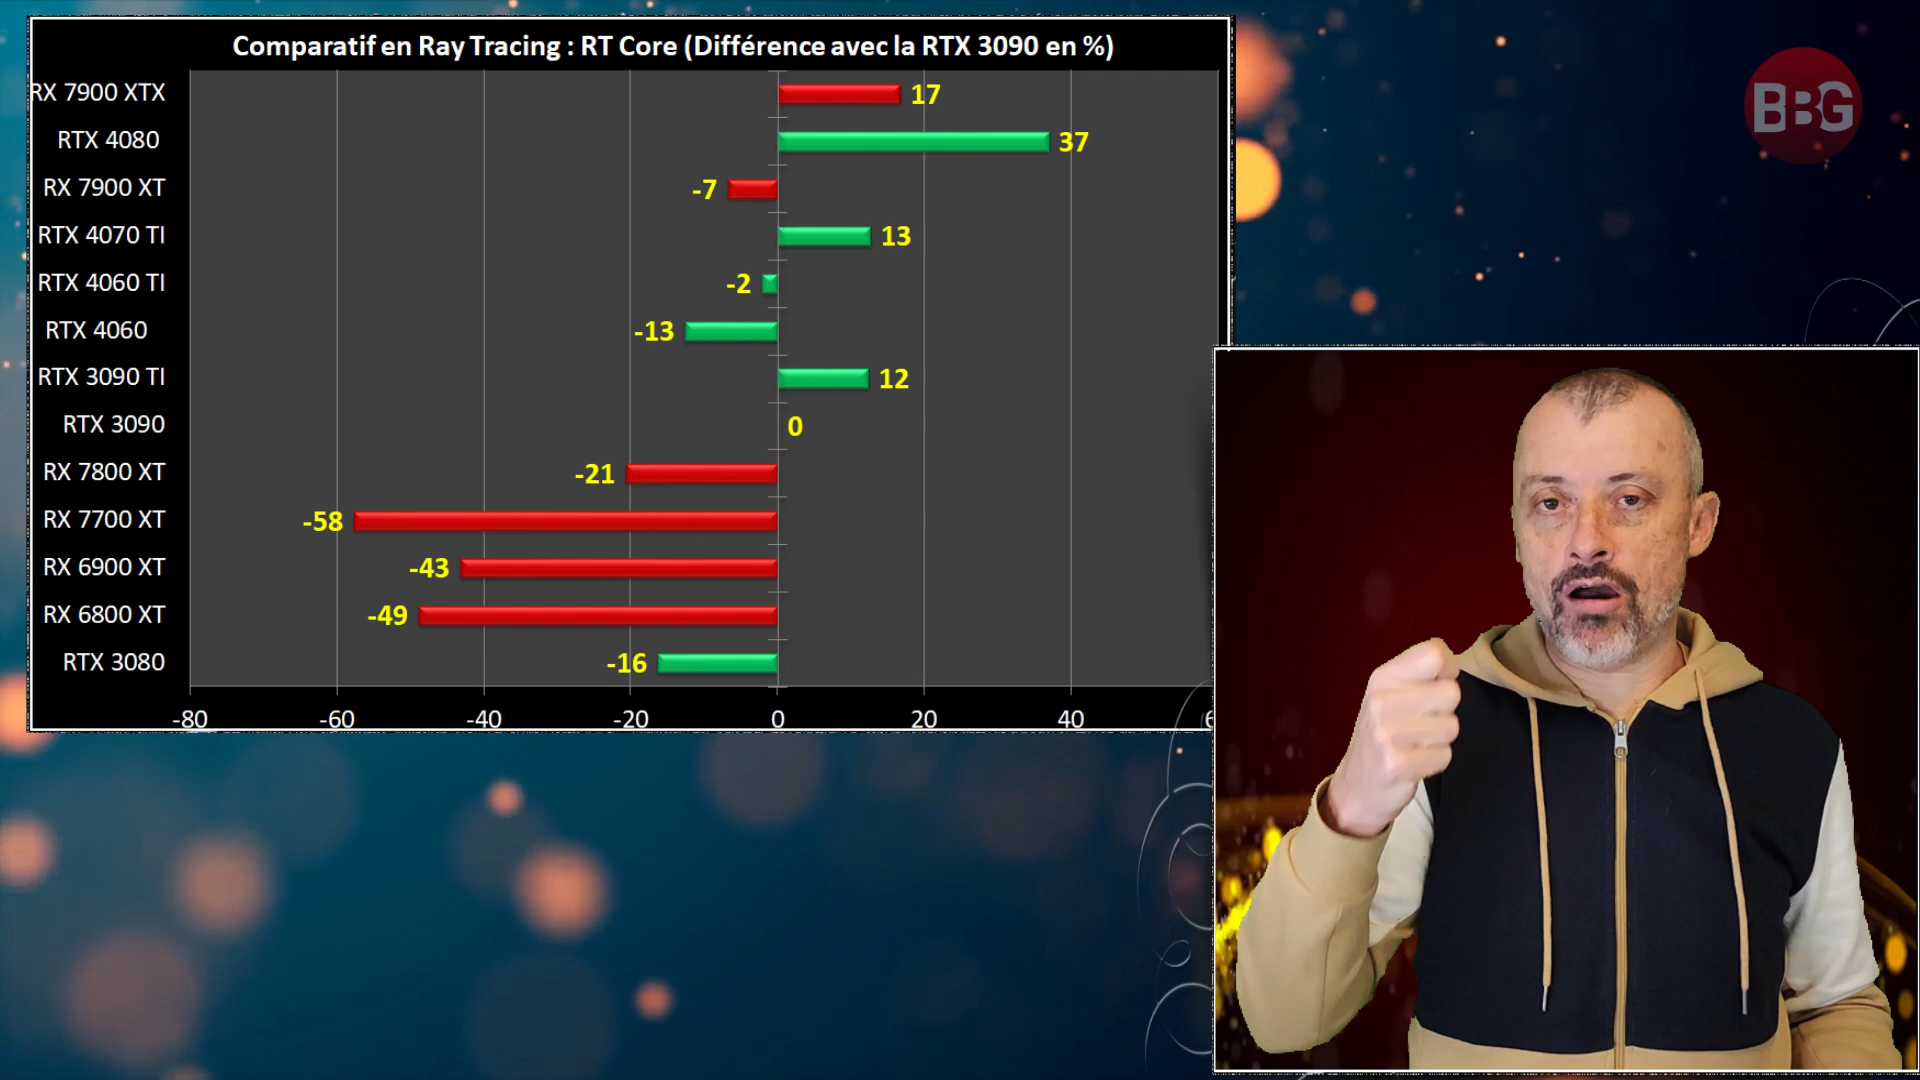 Comparatif en Ray Tracing : RT Core (Différence avec la RTX 3090 en %)
RX 7900 XTX 17
RTX 4080 37
RX 7900 XT -7
RTX 4070 TI 13
RTX 4060 TI -2
RTX 4060 -13
RTX 3090 TI 12
RTX 3090 0
RX 7800 XT -21
RX 7700 XT -58
RX 6900 XT -43
RX 6800 XT -49
RTX 3080 -16
-80 -60 -40 -20 0 20 40
BBG